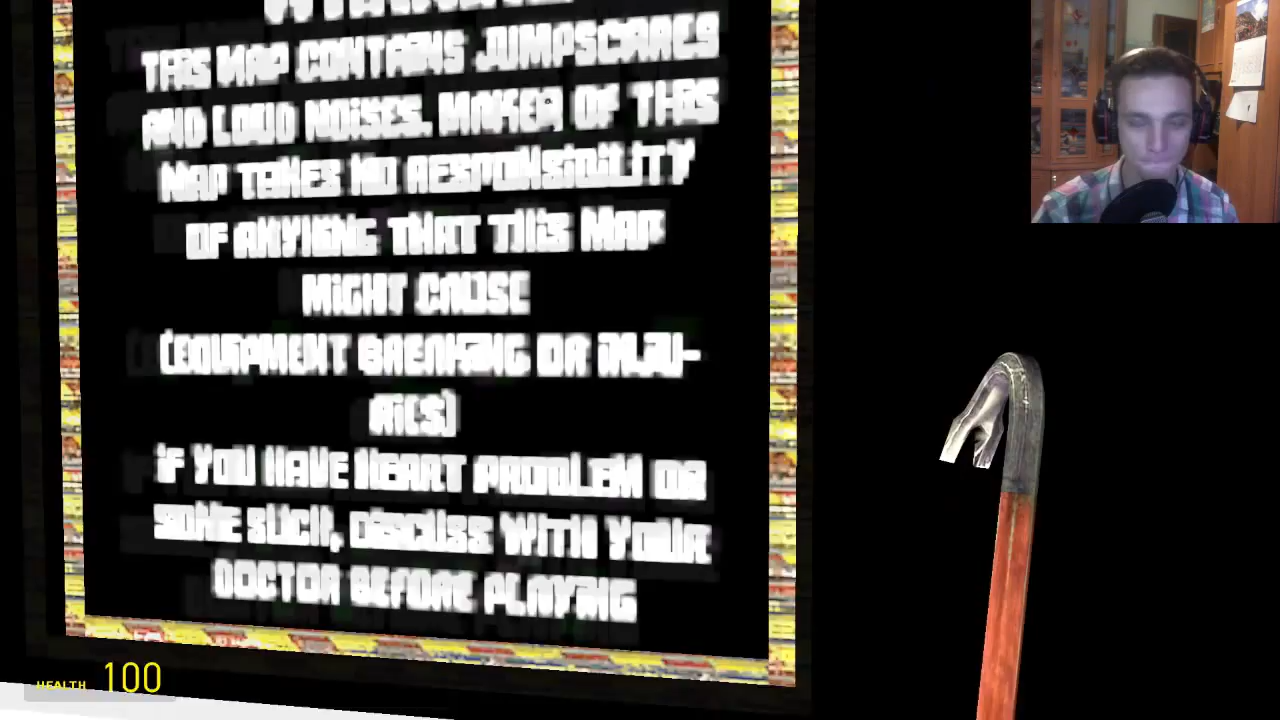 WARNING
THIS MAP CONTAINS JUMPSCARES
AND LOUD NOISES. MAKER OF THIS
MAP TAKES NO RESPONSIBILITY
OF ANYIKNG THAT THIS MAP
MIGHT CAUSE
(EQUIPMENT BREAKING OR INJU-
RIES)
IF YOU HAVE HEART PROBLEM OR
SOME SUCH, DISCUSS WITH YOUR
DOCTOR BEFORE PLAYING
HEALTH 100